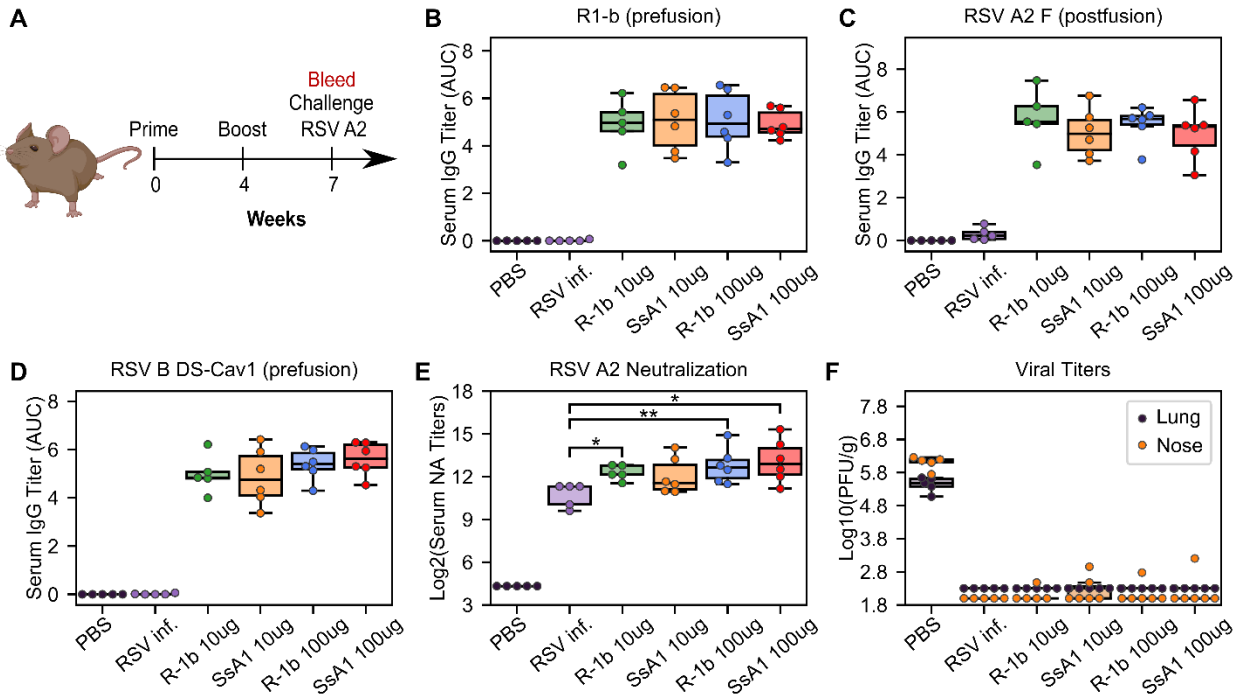 A
Bleed
Challenge
Prime Boost RSV A2
0 4 7
Weeks
B
R1-b (prefusion)
Serum IgG Titer (AUC)
8
6
4
2
0
PBS
RSV inf.
R-1b 10ug
SsA1 10ug
R-1b 100ug
SsA1 100ug
C
RSV A2 F (postfusion)
Serum IgG Titer (AUC)
8
6
4
2
0
PBS
RSV inf.
R-1b 10ug
SsA1 10ug
R-1b 100ug
SsA1 100ug
D
RSV B DS-Cav1 (prefusion)
Serum IgG Titer (AUC)
8
6
4
2
0
PBS
RSV inf.
R-1b 10ug
SsA1 10ug
R-1b 100ug
SsA1 100ug
E
RSV A2 Neutralization
Log2(Serum NA Titers)
18
15
12
9
6
3
*
**
*
PBS
RSV inf.
R-1b 10ug
SsA1 10ug
R-1b 100ug
SsA1 100ug
F
Viral Titers
Log10(PFU/g)
7.8
6.8
5.8
4.8
3.8
2.8
1.8
Lung
Nose
PBS
RSV inf.
R-1b 10ug
SsA1 10ug
R-1b 100ug
SsA1 100ug